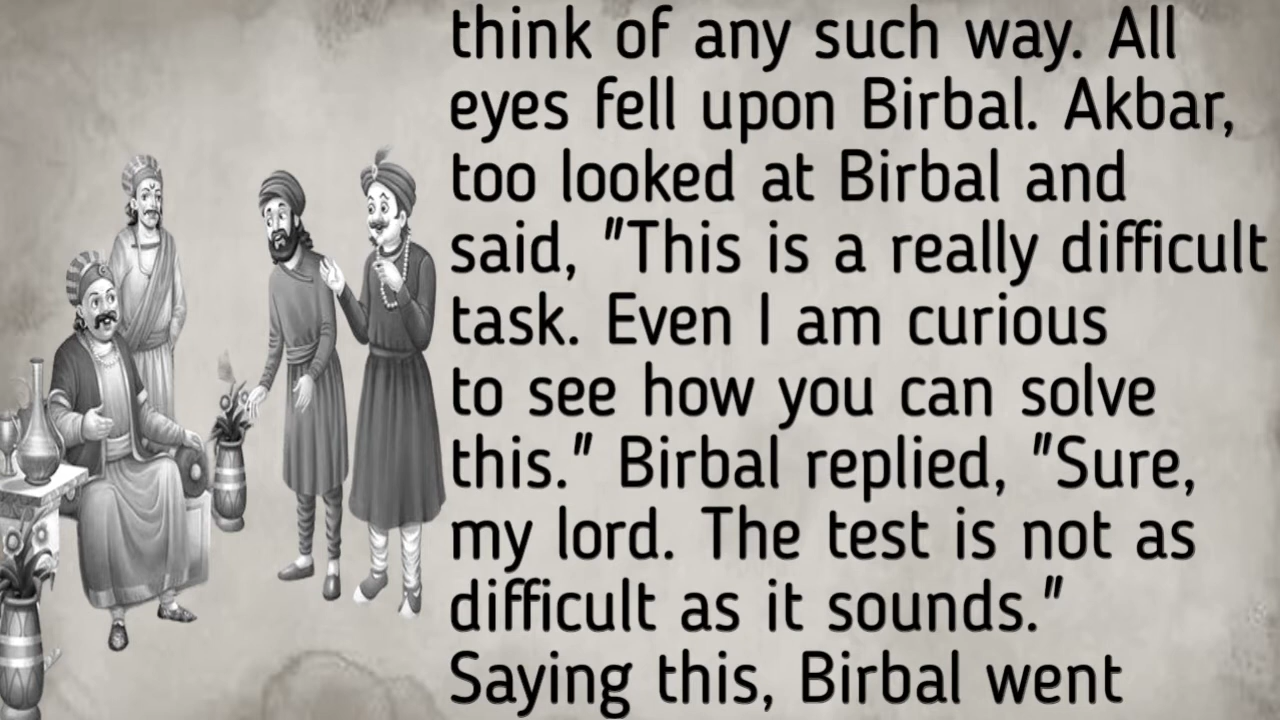 think of any such way. All
eyes fell upon Birbal. Akbar,
too looked at Birbal and
said, "This is a really difficult
task. Even I am curious
to see how you can solve
this." Birbal replied, "Sure,
my lord. The test is not as
difficult as it sounds."
Saying this, Birbal went